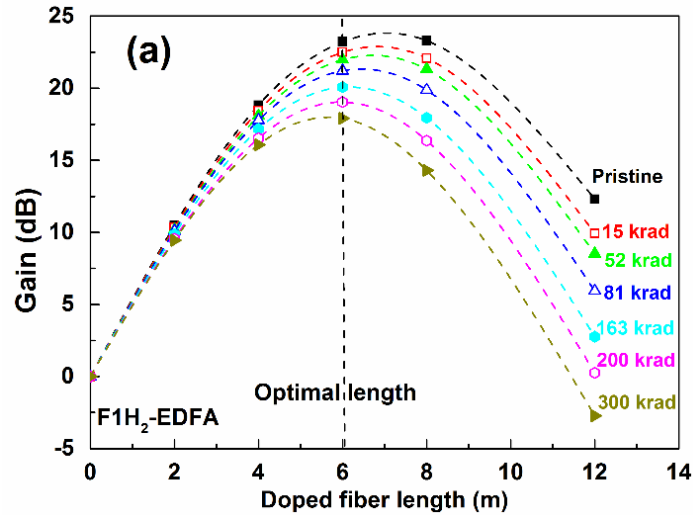 (a)
25
20
15
10
5
0
-5
Gain (dB)
Pristine
15 krad
52 krad
81 krad
163 krad
200 krad
300 krad
Optimal length
F1H₂-EDFA
0 2 4 6 8 10 12 14
Doped fiber length (m)